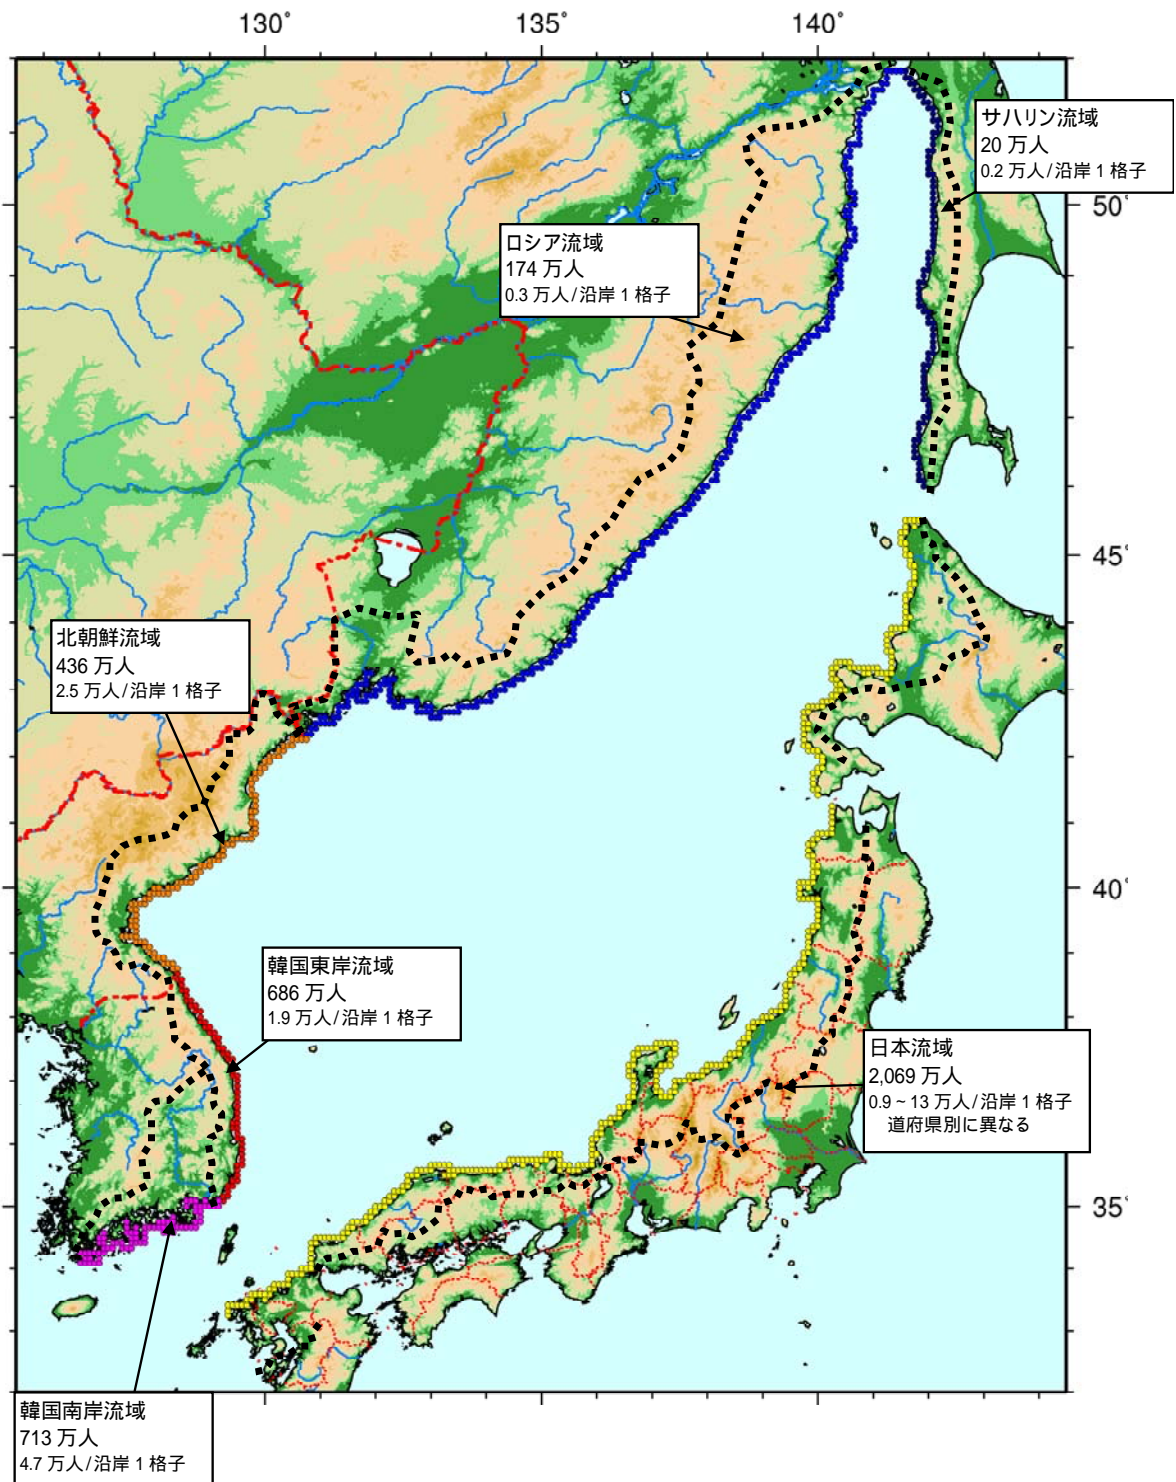 130°
135°
140°
サハリン流域
20 万人
0.2 万人/沿岸 1 格子
50°
ロシア流域
174 万人
0.3 万人/沿岸 1 格子
45°
北朝鮮流域
436 万人
2.5 万人/沿岸 1 格子
40°
韓国東岸流域
686 万人
1.9 万人/沿岸 1 格子
日本流域
2,069 万人
0.9 ~ 13 万人/沿岸 1 格子
道府県別に異なる
35°
韓国南岸流域
713 万人
4.7 万人/沿岸 1 格子